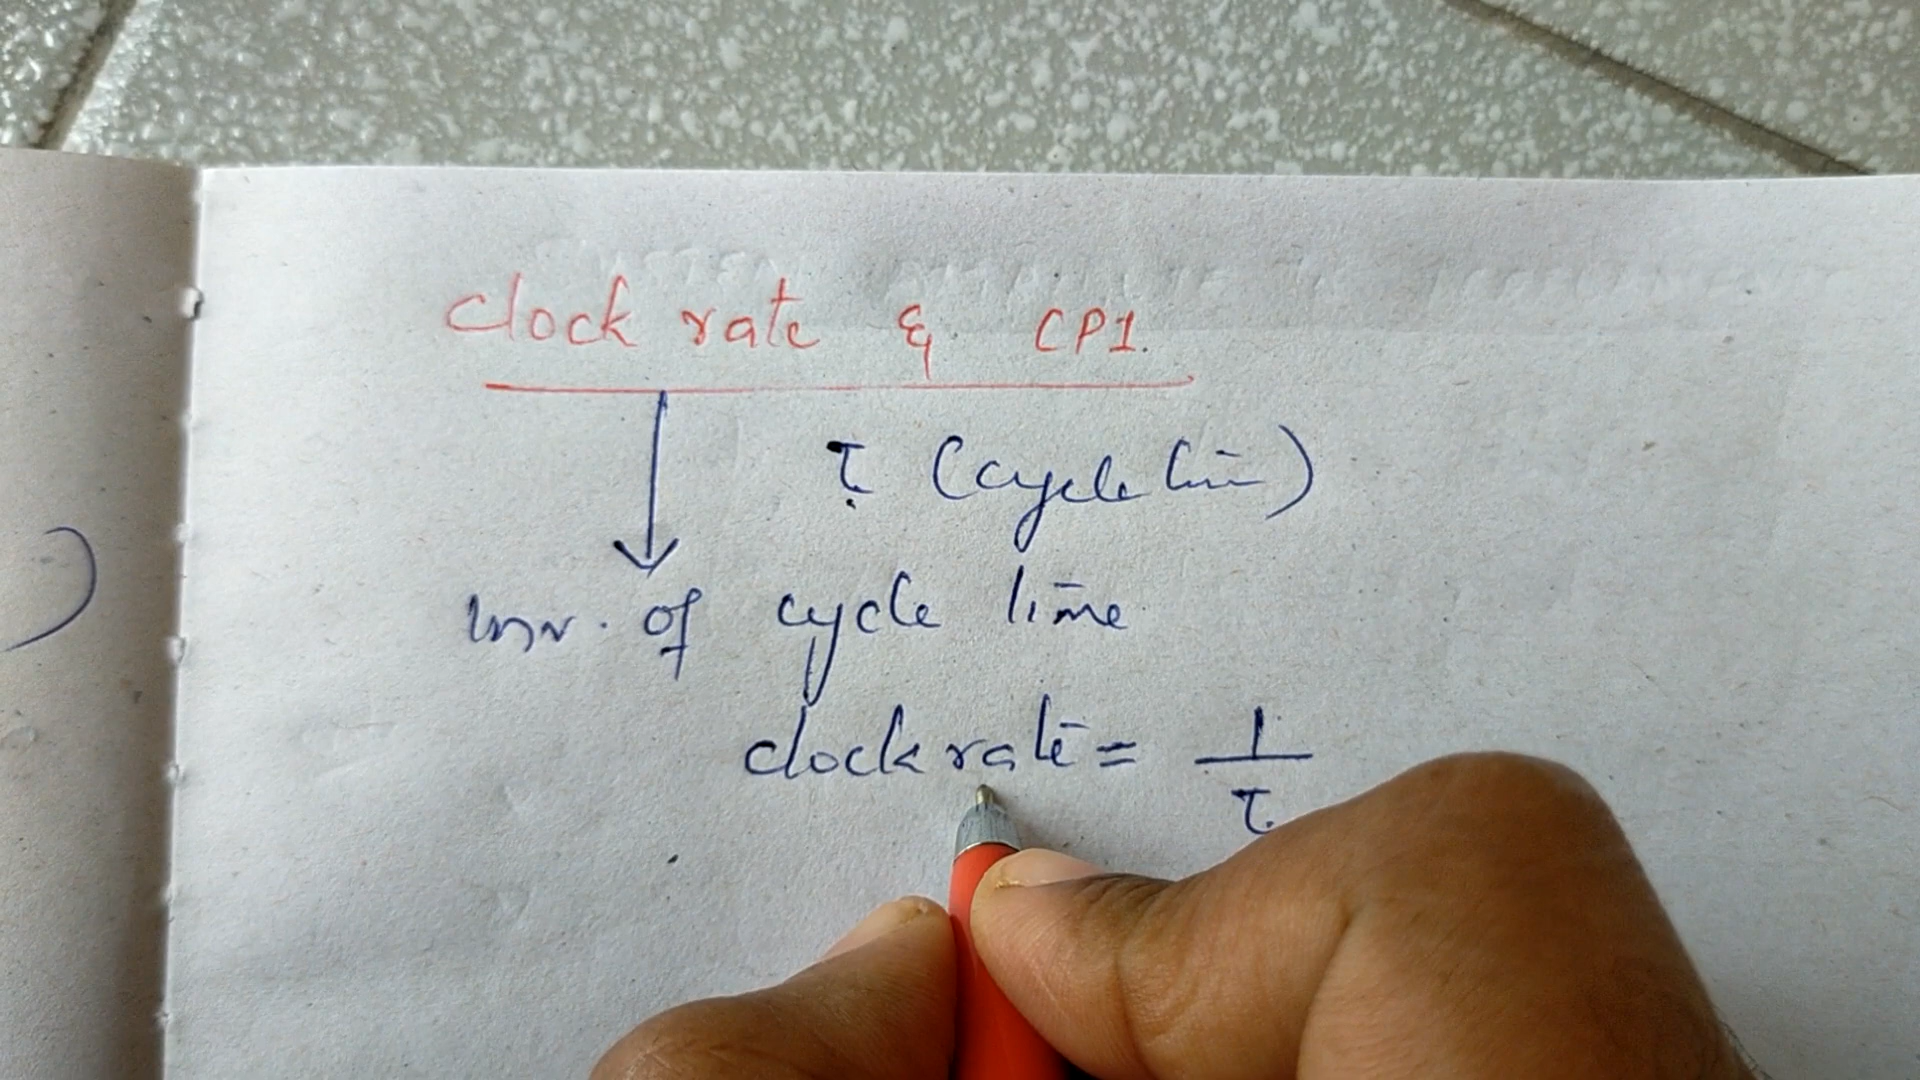 clock rate & CPI.
τ (cycle time)
inv. of cycle time
clock rate = 1/τ
)